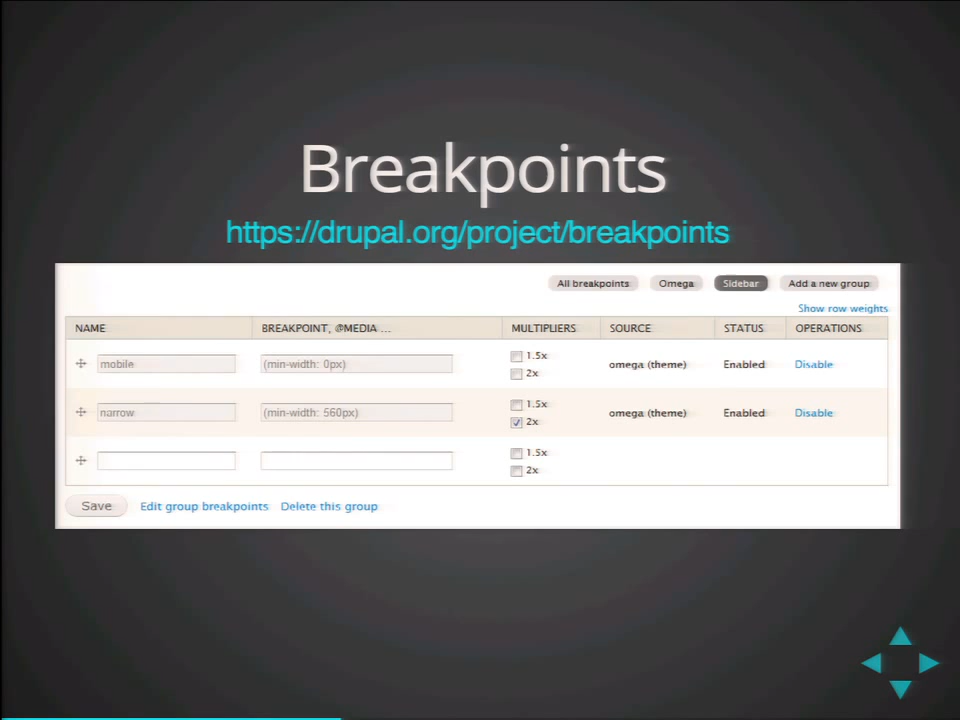 Breakpoints
https://drupal.org/project/breakpoints
All breakpoints Omega Sidebar Add a new group
Show row weights
NAME BREAKPOINT, @MEDIA ... MULTIPLIERS SOURCE STATUS OPERATIONS
mobile (min-width: 0px) 1.5x omega (theme) Enabled Disable
2x
narrow (min-width: 560px) 1.5x omega (theme) Enabled Disable
2x
1.5x
2x
Save Edit group breakpoints Delete this group